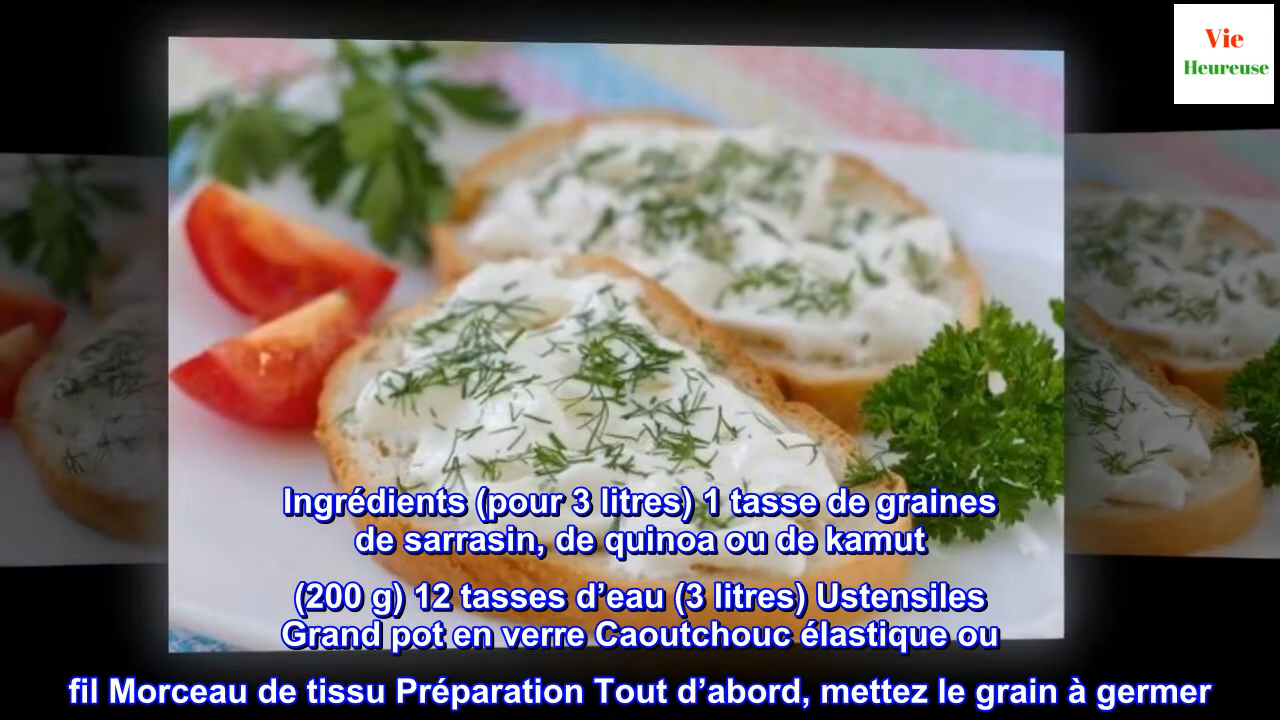 Vie
Heureuse
Ingrédients (pour 3 litres) 1 tasse de graines
de sarrasin, de quinoa ou de kamut
(200 g) 12 tasses d’eau (3 litres) Ustensiles
Grand pot en verre Caoutchouc élastique ou
fil Morceau de tissu Préparation Tout d’abord, mettez le grain à germer